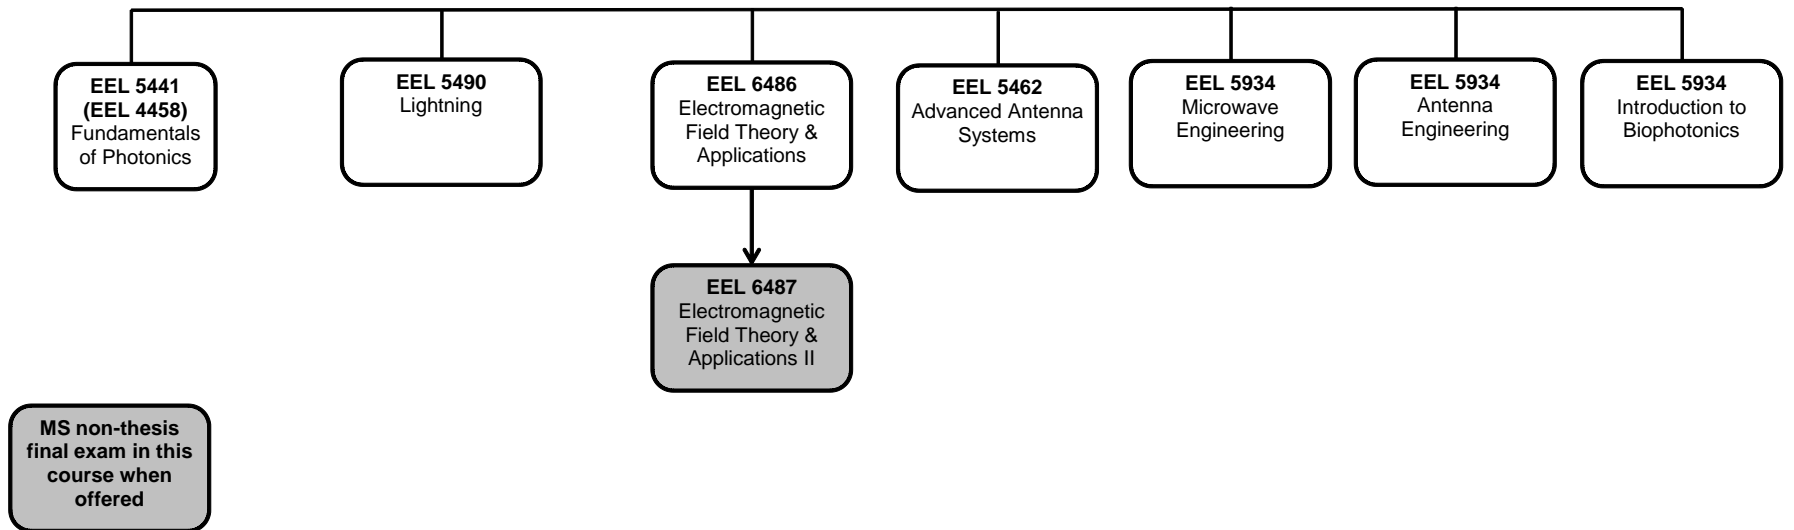 EEL 5441
(EEL 4458)
Fundamentals
of Photonics
EEL 5490
Lightning
EEL 6486
Electromagnetic
Field Theory &
Applications
EEL 5462
Advanced Antenna
Systems
EEL 5934
Microwave
Engineering
EEL 5934
Antenna
Engineering
EEL 5934
Introduction to
Biophotonics
EEL 6487
Electromagnetic
Field Theory &
Applications II
MS non-thesis
final exam in this
course when
offered